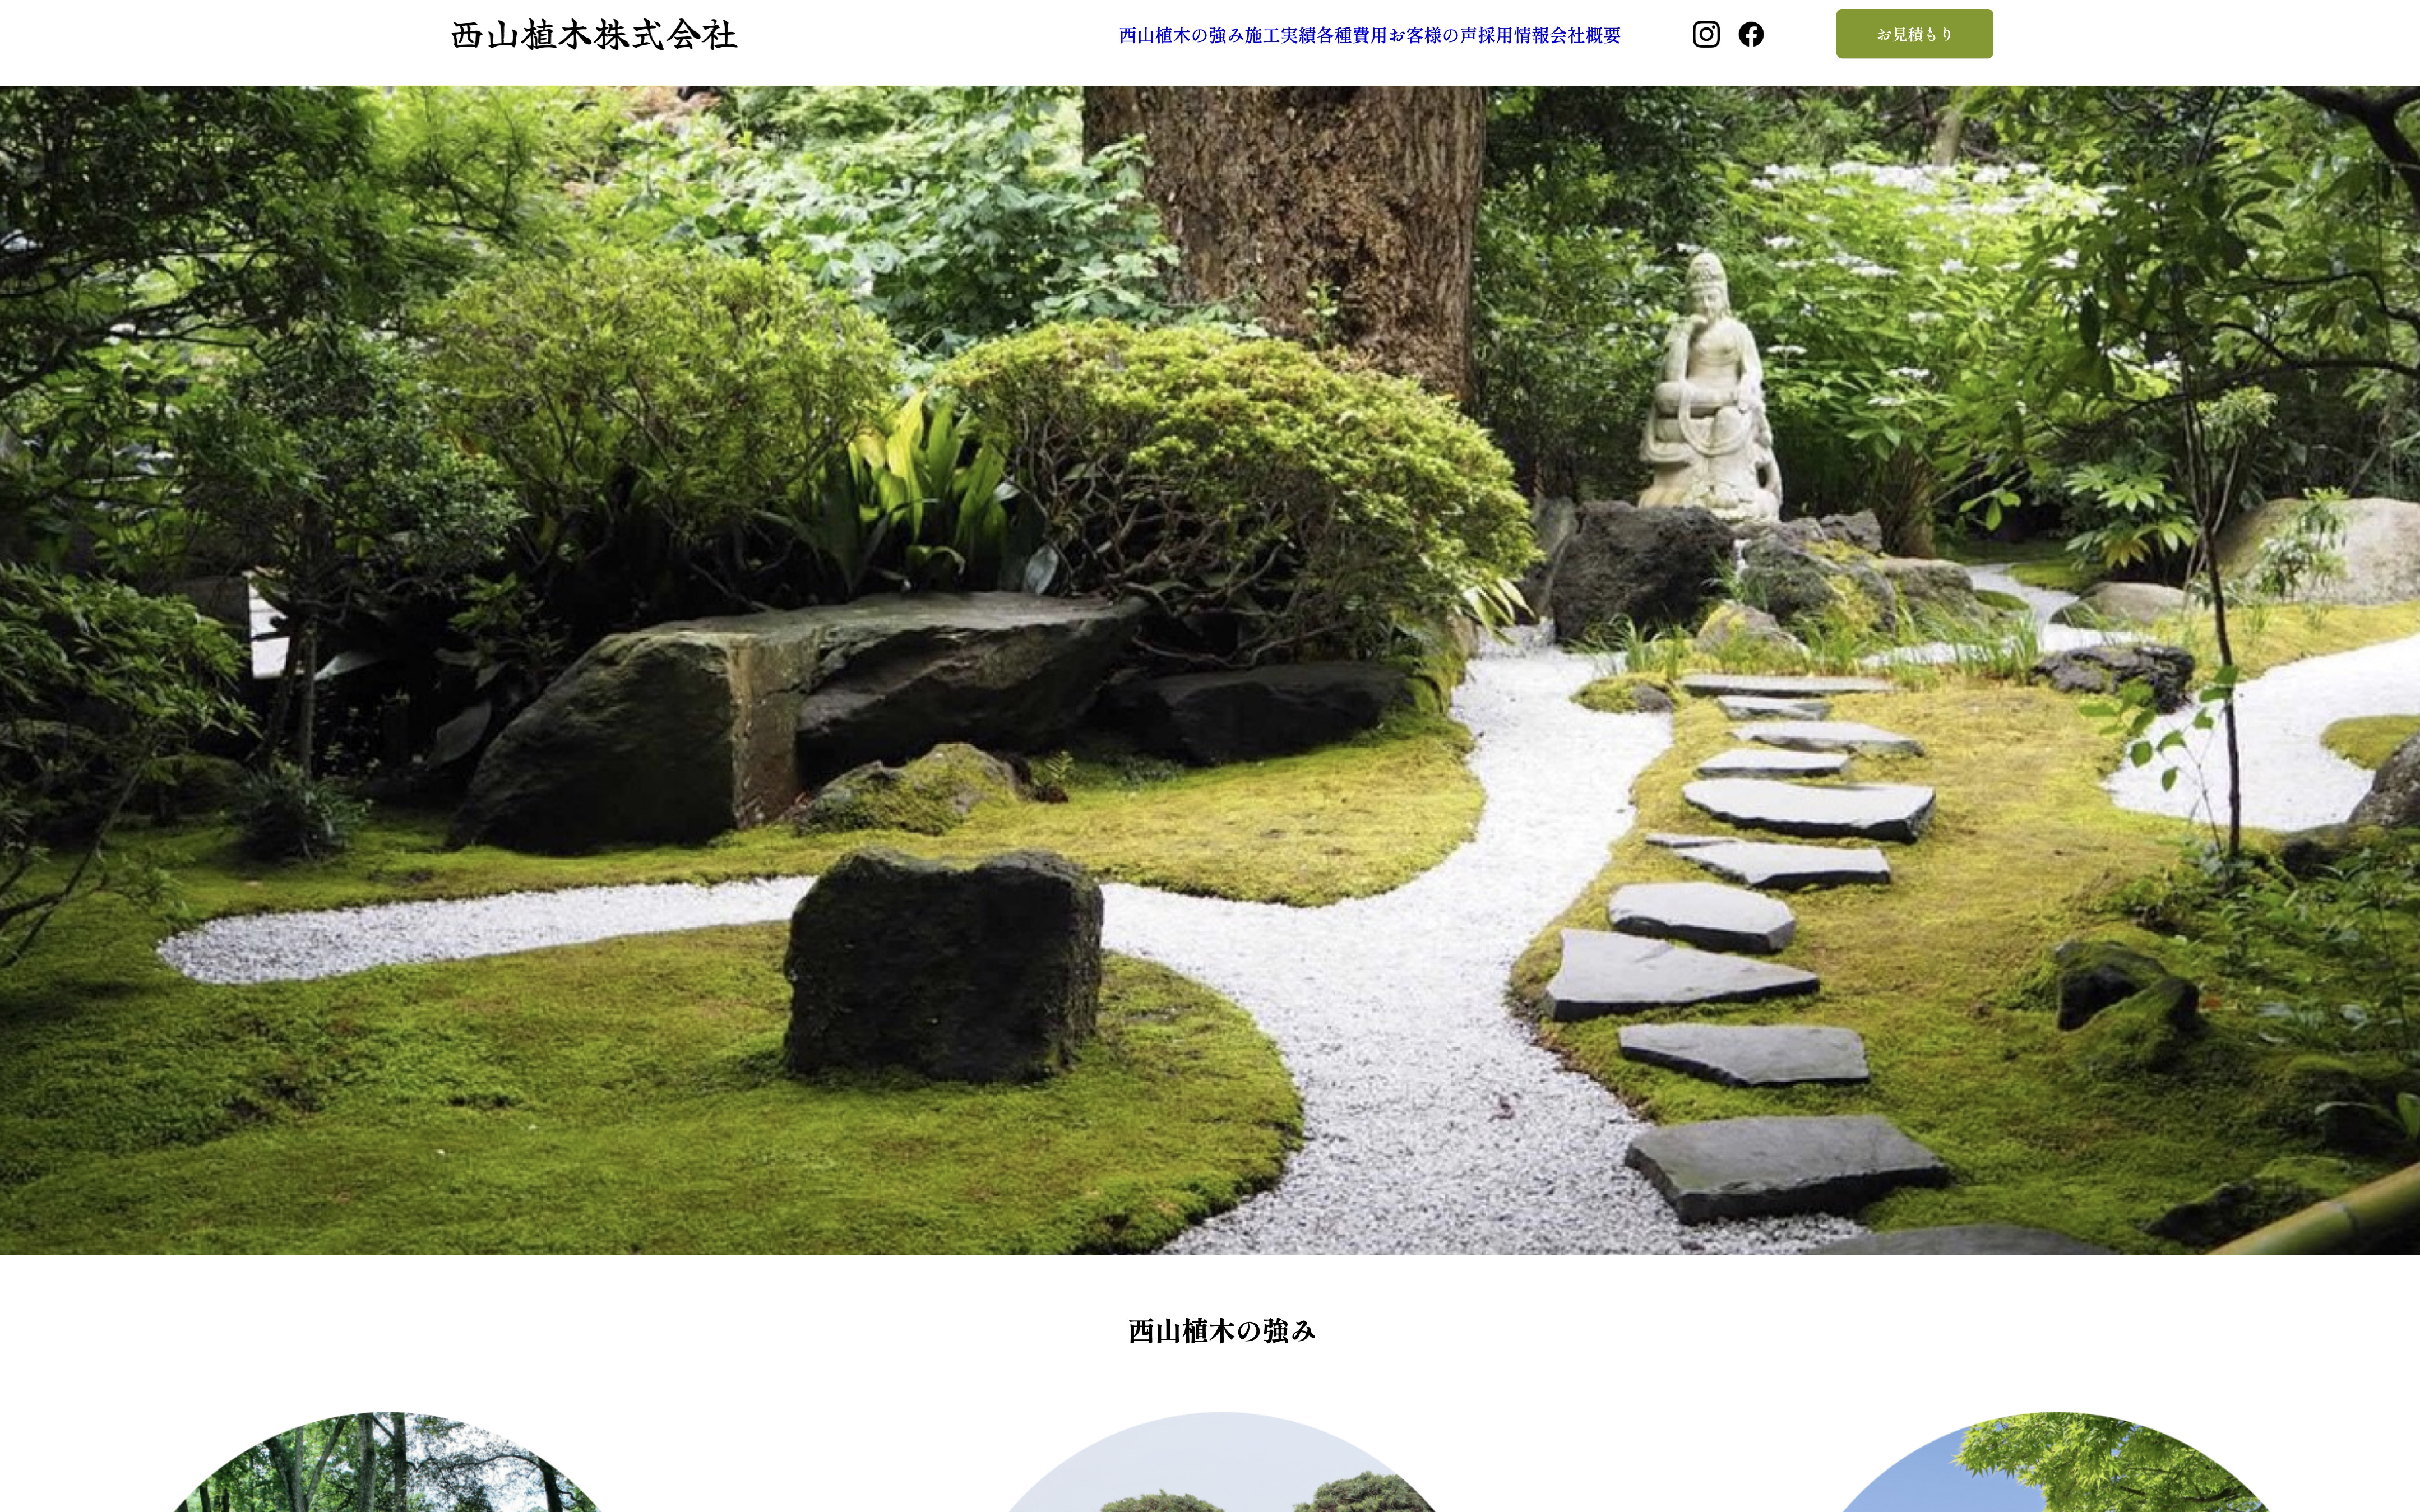 西山植木株式会社
西山植木の強み施工実績各種費用お客様の声採用情報会社概要
お見積もり
西山植木の強み